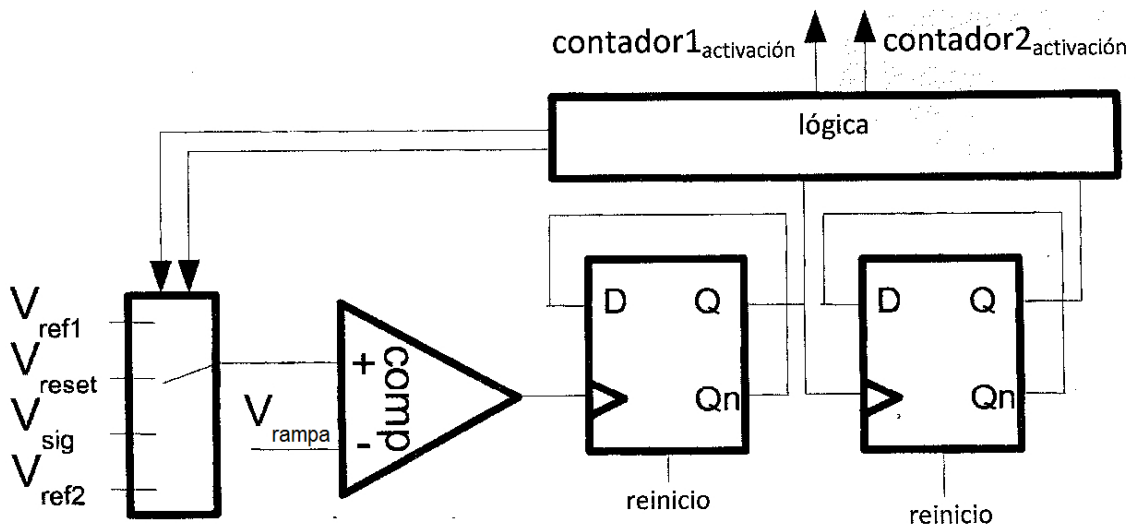 contador1activación
contador2activación
lógica
Vref1
Vreset
Vsig
Vref2
+
comp
-
Vrampa
D
Q
Qn
reinicio
D
Q
Qn
reinicio